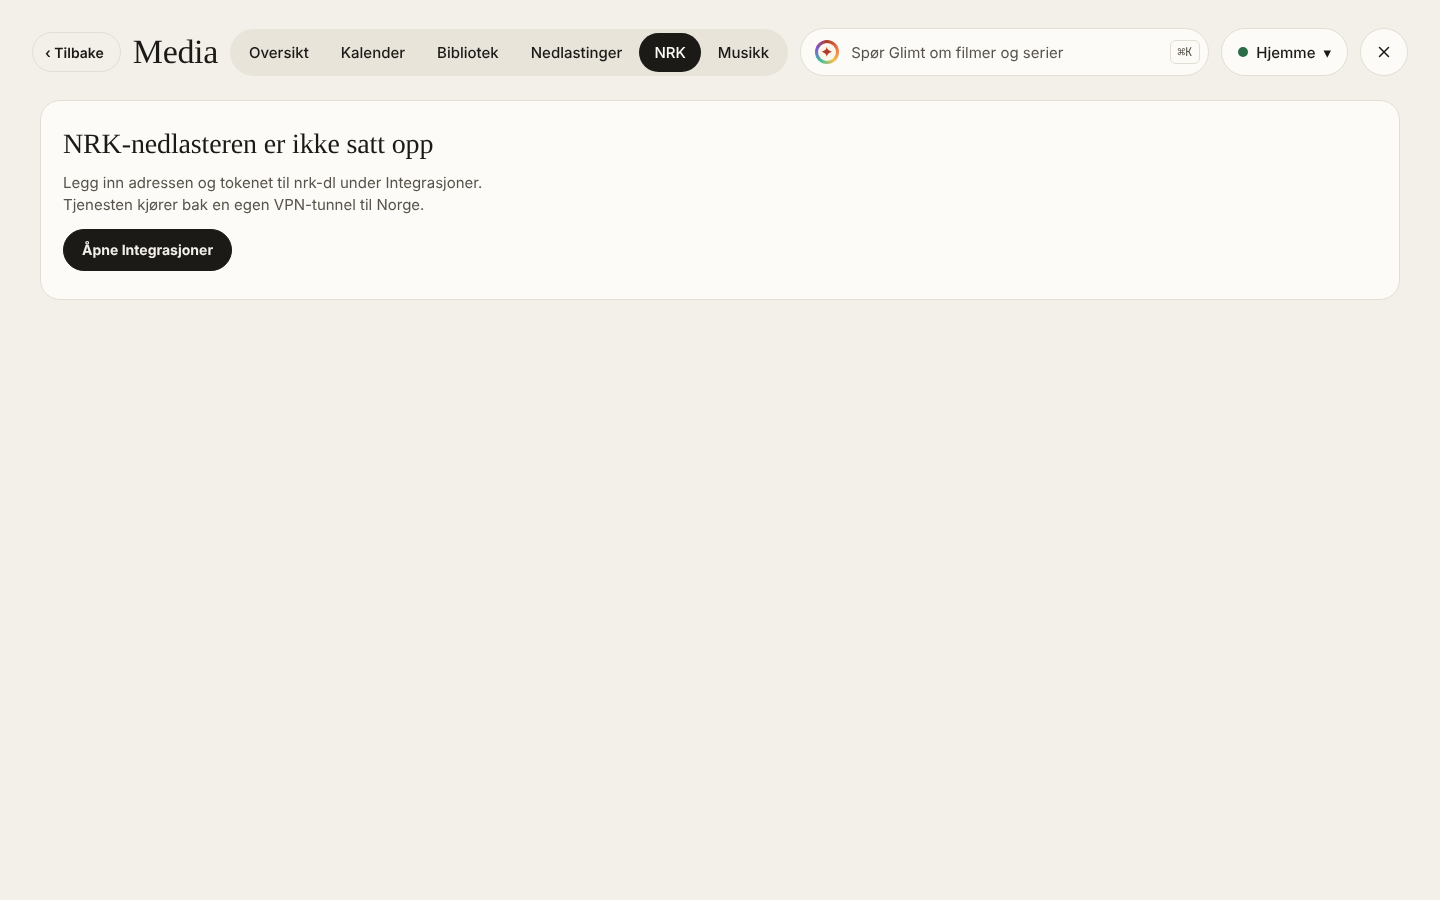 ‹ Tilbake
Media
Oversikt
Kalender
Bibliotek
Nedlastinger
NRK
Musikk
Spør Glimt om filmer og serier
⌘K
Hjemme ▾
×
NRK-nedlasteren er ikke satt opp
Legg inn adressen og tokenet til nrk-dl under Integrasjoner.
Tjenesten kjører bak en egen VPN-tunnel til Norge.
Åpne Integrasjoner